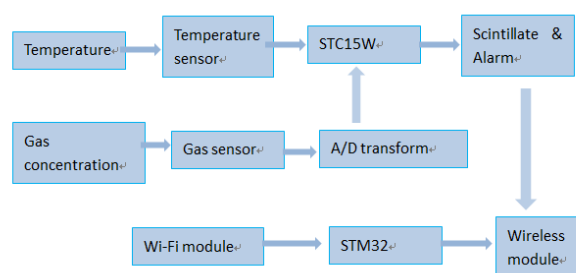 Temperature
Temperature
sensor
STC15W
Scintillate &
Alarm
Gas
concentration
Gas sensor
A/D transform
Wi-Fi module
STM32
Wireless
module